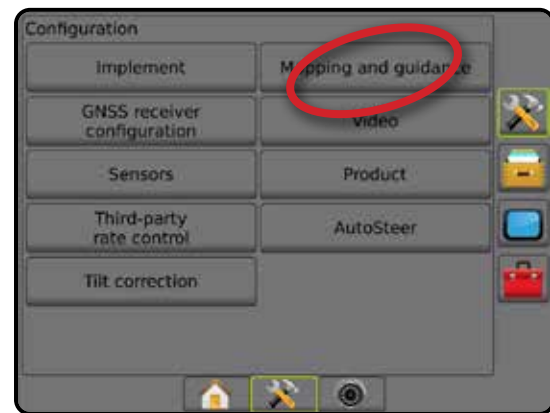 Configuration
Implement
Mapping and guidance
GNSS receiver
configuration
Video
Sensors
Product
Third-party
rate control
AutoSteer
Tilt correction